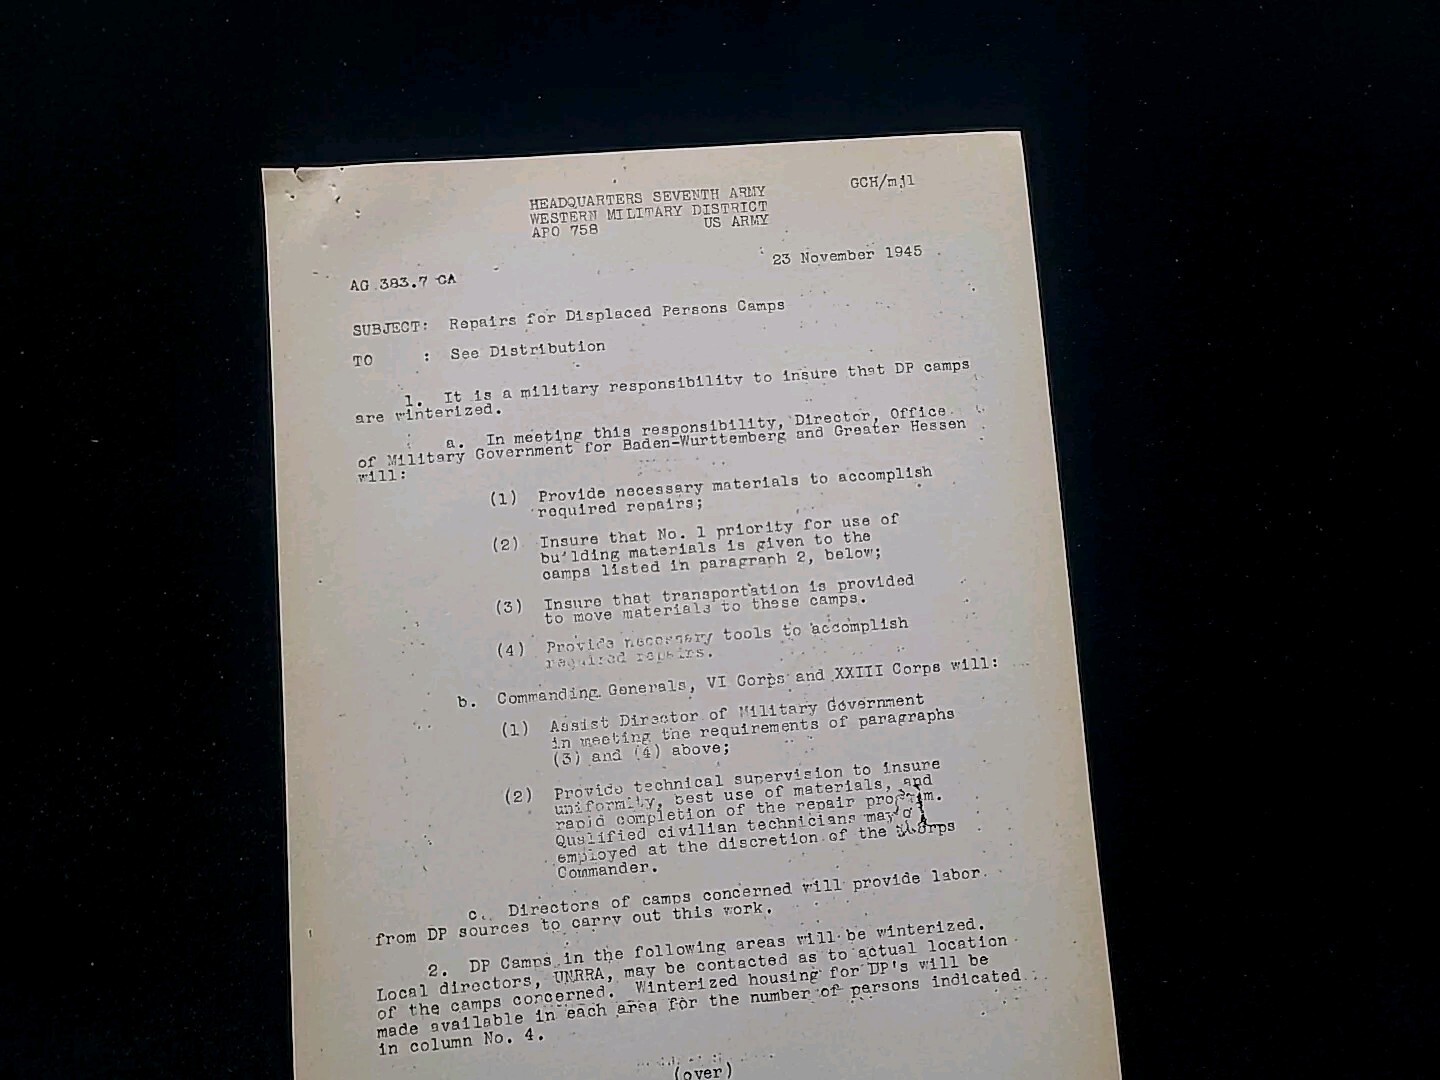 GCH/mjl
HEADQUARTERS SEVENTH ARMY
WESTERN MILITARY DISTRICT
APO 758 US ARMY
23 November 1945
AG 383.7 CA
SUBJECT: Repairs for Displaced Persons Camps
TO : See Distribution
1. It is a military responsibility to insure that DP camps
are winterized.
a. In meeting this responsibility, Director, Office
of Military Government for Baden-Wurttemberg and Greater Hessen
will:
(1) Provide necessary materials to accomplish
required repairs;
(2) Insure that No. 1 priority for use of
building materials is given to the
camps listed in paragraph 2, below;
(3) Insure that transportation is provided
to move materials to these camps.
(4) Provide necessary tools to accomplish
required repairs.
b. Commanding Generals, VI Corps and XXIII Corps will:
(1) Assist Director of Military Government
in meeting the requirements of paragraphs
(3) and (4) above;
(2) Provide technical supervision to insure
uniformity, best use of materials, and
rapid completion of the repair program.
Qualified civilian technicians may
employed at the discretion of the Corps
Commander.
c. Directors of camps concerned will provide labor
from DP sources to carry out this work.
2. DP Camps in the following areas will be winterized.
Local directors, UNRRA, may be contacted as to actual location
of the camps concerned. Winterized housing for DP's will be
made available in each area for the number of persons indicated
in column No. 4.
(over)